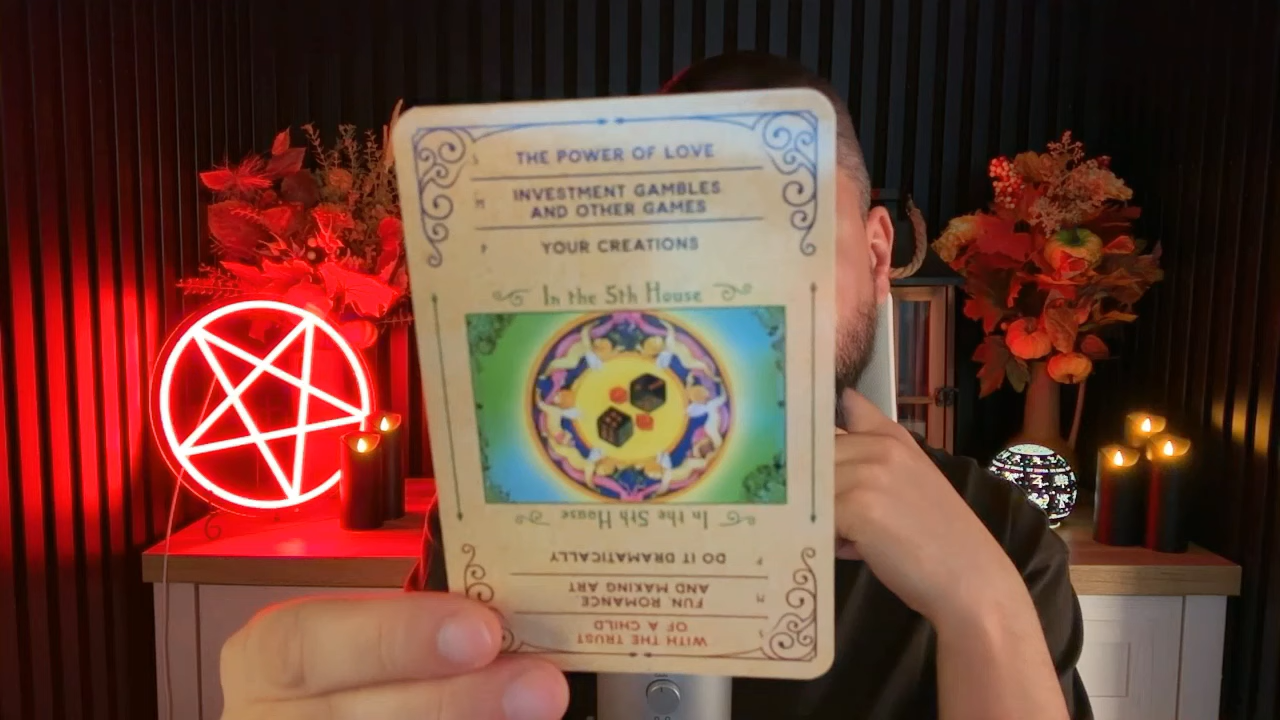 S THE POWER OF LOVE
M INVESTMENT GAMBLES
AND OTHER GAMES
P YOUR CREATIONS
In the 5th House
In the 5th House
P DO IT DRAMATICALLY
M FUN, ROMANCE
AND MAKING ART
S WITH THE TRUST
OF A CHILD